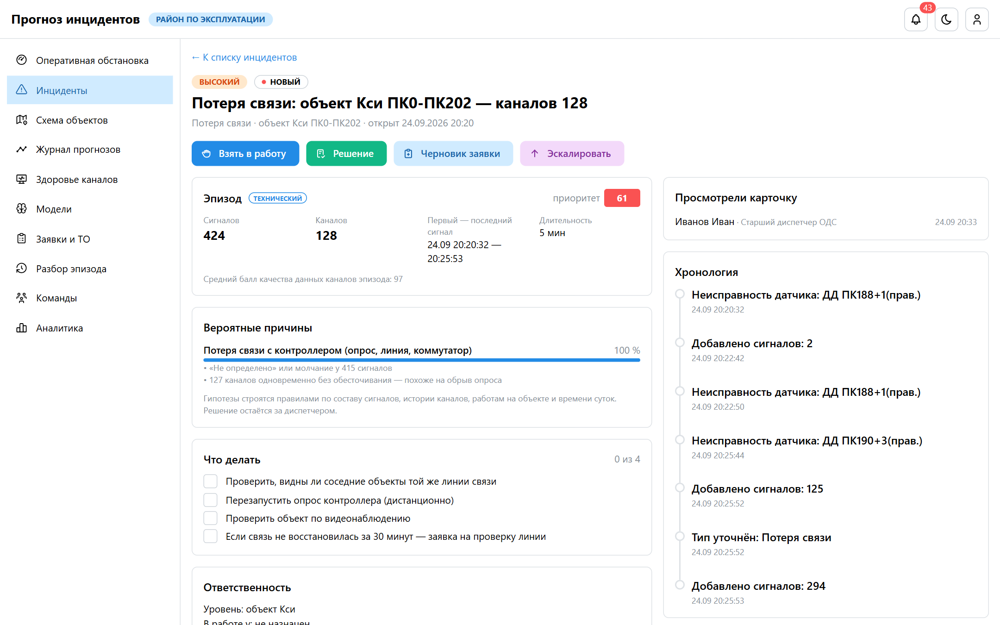 Прогноз инцидентов
РАЙОН ПО ЭКСПЛУАТАЦИИ
43
Оперативная обстановка
Инциденты
Схема объектов
Журнал прогнозов
Здоровье каналов
Модели
Заявки и ТО
Разбор эпизода
Команды
Аналитика
← К списку инцидентов
ВЫСОКИЙ
НОВЫЙ
Потеря связи: объект Кси ПК0-ПК202 — каналов 128
Потеря связи · объект Кси ПК0-ПК202 · открыт 24.09.2026 20:20
Взять в работу
Решение
Черновик заявки
Эскалировать
Эпизод
ТЕХНИЧЕСКИЙ
приоритет 61
Сигналов
424
Каналов
128
Первый — последний
сигнал
24.09 20:20:32 —
20:25:53
Длительность
5 мин
Средний балл качества данных каналов эпизода: 97
Вероятные причины
Потеря связи с контроллером (опрос, линия, коммутатор) 100 %
• «Не определено» или молчание у 415 сигналов
• 127 каналов одновременно без обесточивания — похоже на обрыв опроса
Гипотезы строятся правилами по составу сигналов, истории каналов, работам на объекте и времени суток.
Решение остаётся за диспетчером.
Что делать 0 из 4
Проверить, видны ли соседние объекты той же линии связи
Перезапустить опрос контроллера (дистанционно)
Проверить объект по видеонаблюдению
Если связь не восстановилась за 30 минут — заявка на проверку линии
Ответственность
Уровень: объект Кси
В работе у: не назначен
Просмотрели карточку
Иванов Иван · Старший диспетчер ОДС 24.09 20:33
Хронология
Неисправность датчика: ДД ПК188+1(прав.)
24.09 20:20:32
Добавлено сигналов: 2
24.09 20:22:42
Неисправность датчика: ДД ПК188+1(прав.)
24.09 20:22:50
Неисправность датчика: ДД ПК190+3(прав.)
24.09 20:25:44
Добавлено сигналов: 125
24.09 20:25:52
Тип уточнён: Потеря связи
24.09 20:25:52
Добавлено сигналов: 294
24.09 20:25:53